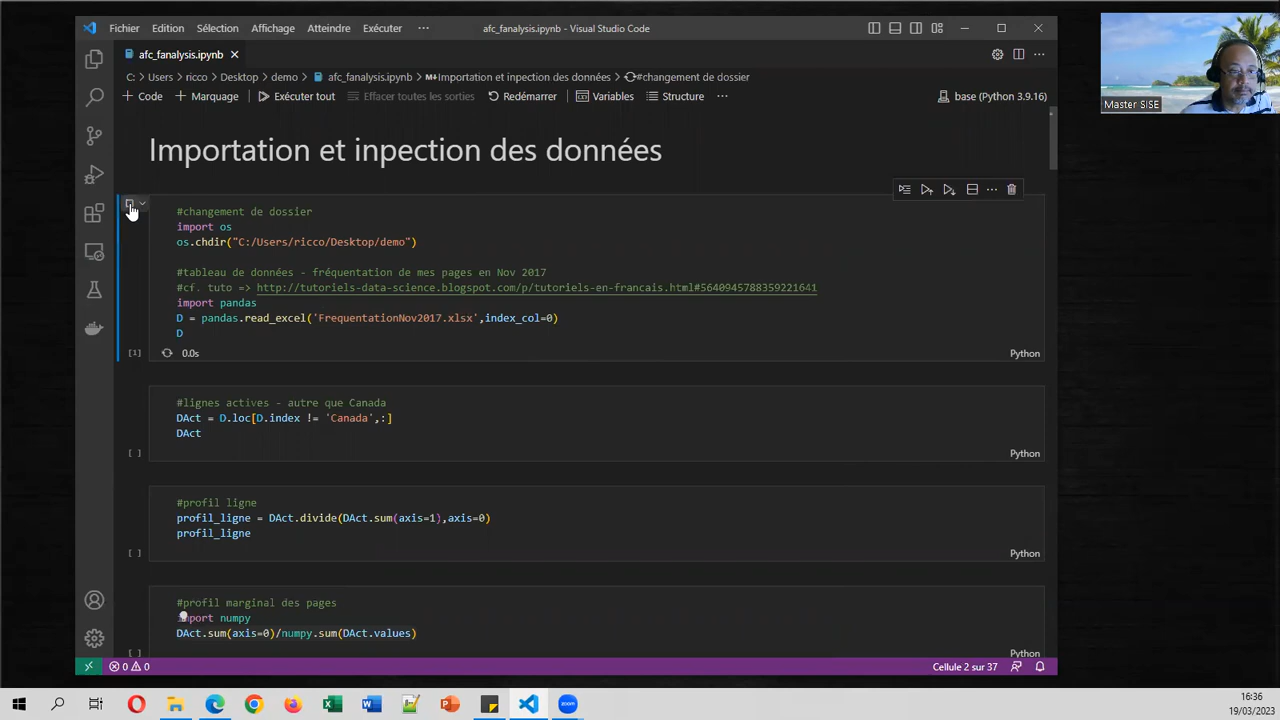 Fichier Edition Sélection Affichage Atteindre Exécuter ··· afc_fanalysis.ipynb - Visual Studio Code
afc_fanalysis.ipynb
C: > Users > ricco > Desktop > demo > afc_fanalysis.ipynb > M↓Importation et inpection des données > #changement de dossier
+ Code + Marquage Exécuter tout Effacer toutes les sorties Redémarrer Variables Structure ··· base (Python 3.9.16)
Master SISE
Importation et inpection des données
#changement de dossier
import os
os.chdir("C:/Users/ricco/Desktop/demo")
#tableau de données - fréquentation de mes pages en Nov 2017
#cf. tuto => http://tutoriels-data-science.blogspot.com/p/tutoriels-en-francais.html#5640945788359221641
import pandas
D = pandas.read_excel('FrequentationNov2017.xlsx',index_col=0)
D
[1] 0.0s Python
#lignes actives - autre que Canada
DAct = D.loc[D.index != 'Canada',:]
DAct
[ ] Python
#profil ligne
profil_ligne = DAct.divide(DAct.sum(axis=1),axis=0)
profil_ligne
[ ] Python
#profil marginal des pages
import numpy
DAct.sum(axis=0)/numpy.sum(DAct.values)
[ ] Python
0 0 Cellule 2 sur 37
16:36
19/03/2023